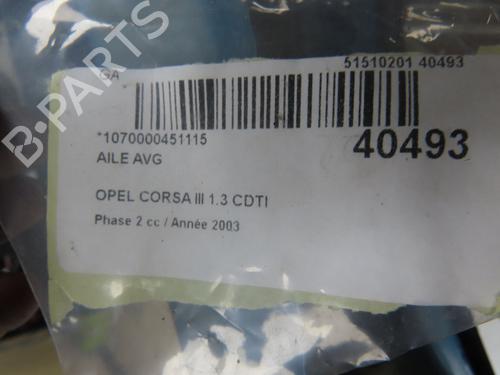 B-PARTS
GA
51510201 40493
*1070000451115
40493
AILE AVG
OPEL CORSA III 1.3 CDTI
Phase 2 cc / Année 2003